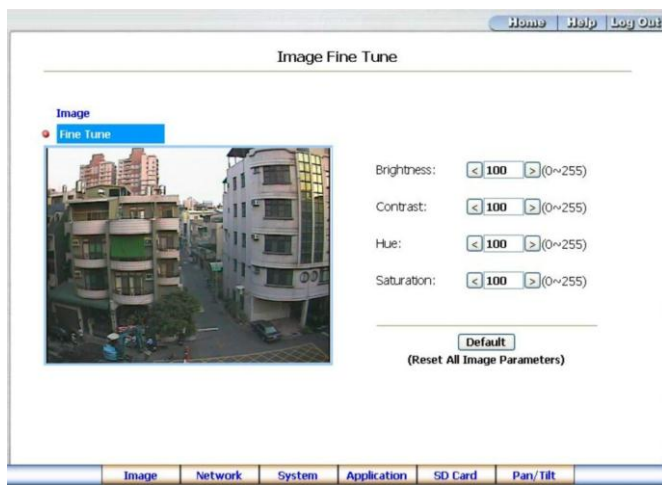 Home Help Log Out
Image Fine Tune
Image
Fine Tune
Brightness: < 100 > (0~255)
Contrast: < 100 > (0~255)
Hue: < 100 > (0~255)
Saturation: < 100 > (0~255)
Default
(Reset All Image Parameters)
Image Network System Application SD Card Pan/Tilt